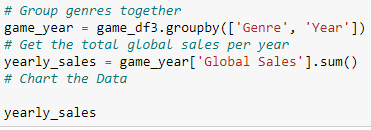 # Group genres together
game_year = game_df3.groupby(['Genre', 'Year'])
# Get the total global sales per year
yearly_sales = game_year['Global Sales'].sum()
# Chart the Data
yearly_sales